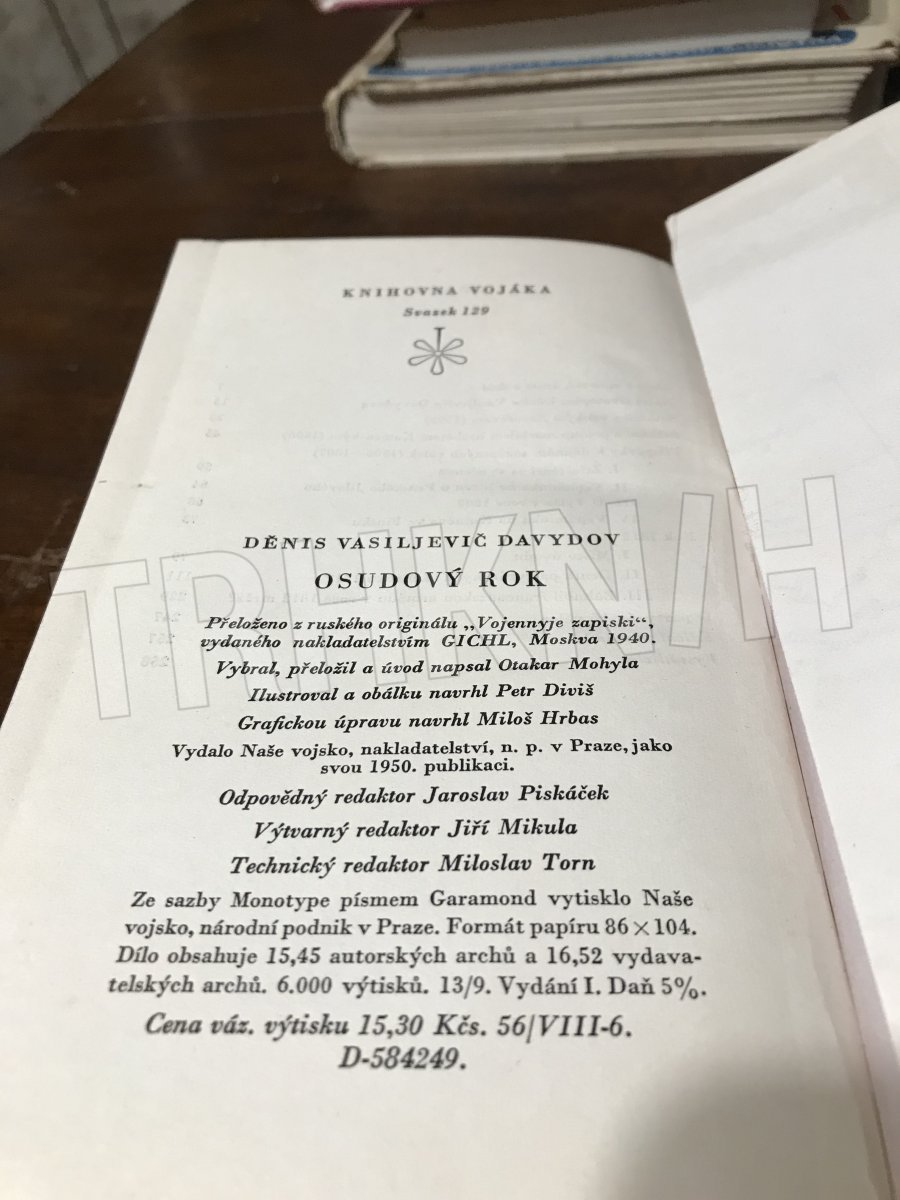 KNIHOVNA VOJÁKA
Svazek 129
DĚNIS VASILJEVIČ DAVYDOV
OSUDOVÝ ROK
Přeloženo z ruského originálu „Vojennyje zapiski“,
vydaného nakladatelstvím GICHL, Moskva 1940.
Vybral, přeložil a úvod napsal Otakar Mohyla
Ilustroval a obálku navrhl Petr Diviš
Grafickou úpravu navrhl Miloš Hrbas
Vydalo Naše vojsko, nakladatelství, n. p. v Praze, jako
svou 1950. publikaci.
Odpovědný redaktor Jaroslav Piskáček
Výtvarný redaktor Jiří Mikula
Technický redaktor Miloslav Torn
Ze sazby Monotype písmem Garamond vytisklo Naše
vojsko, národní podnik v Praze. Formát papíru 86 × 104.
Dílo obsahuje 15,45 autorských archů a 16,52 vydava-
telských archů. 6.000 výtisků. 13/9. Vydání I. Daň 5%.
Cena váz. výtisku 15,30 Kčs. 56/VIII-6.
D-584249.
TRHKNIH